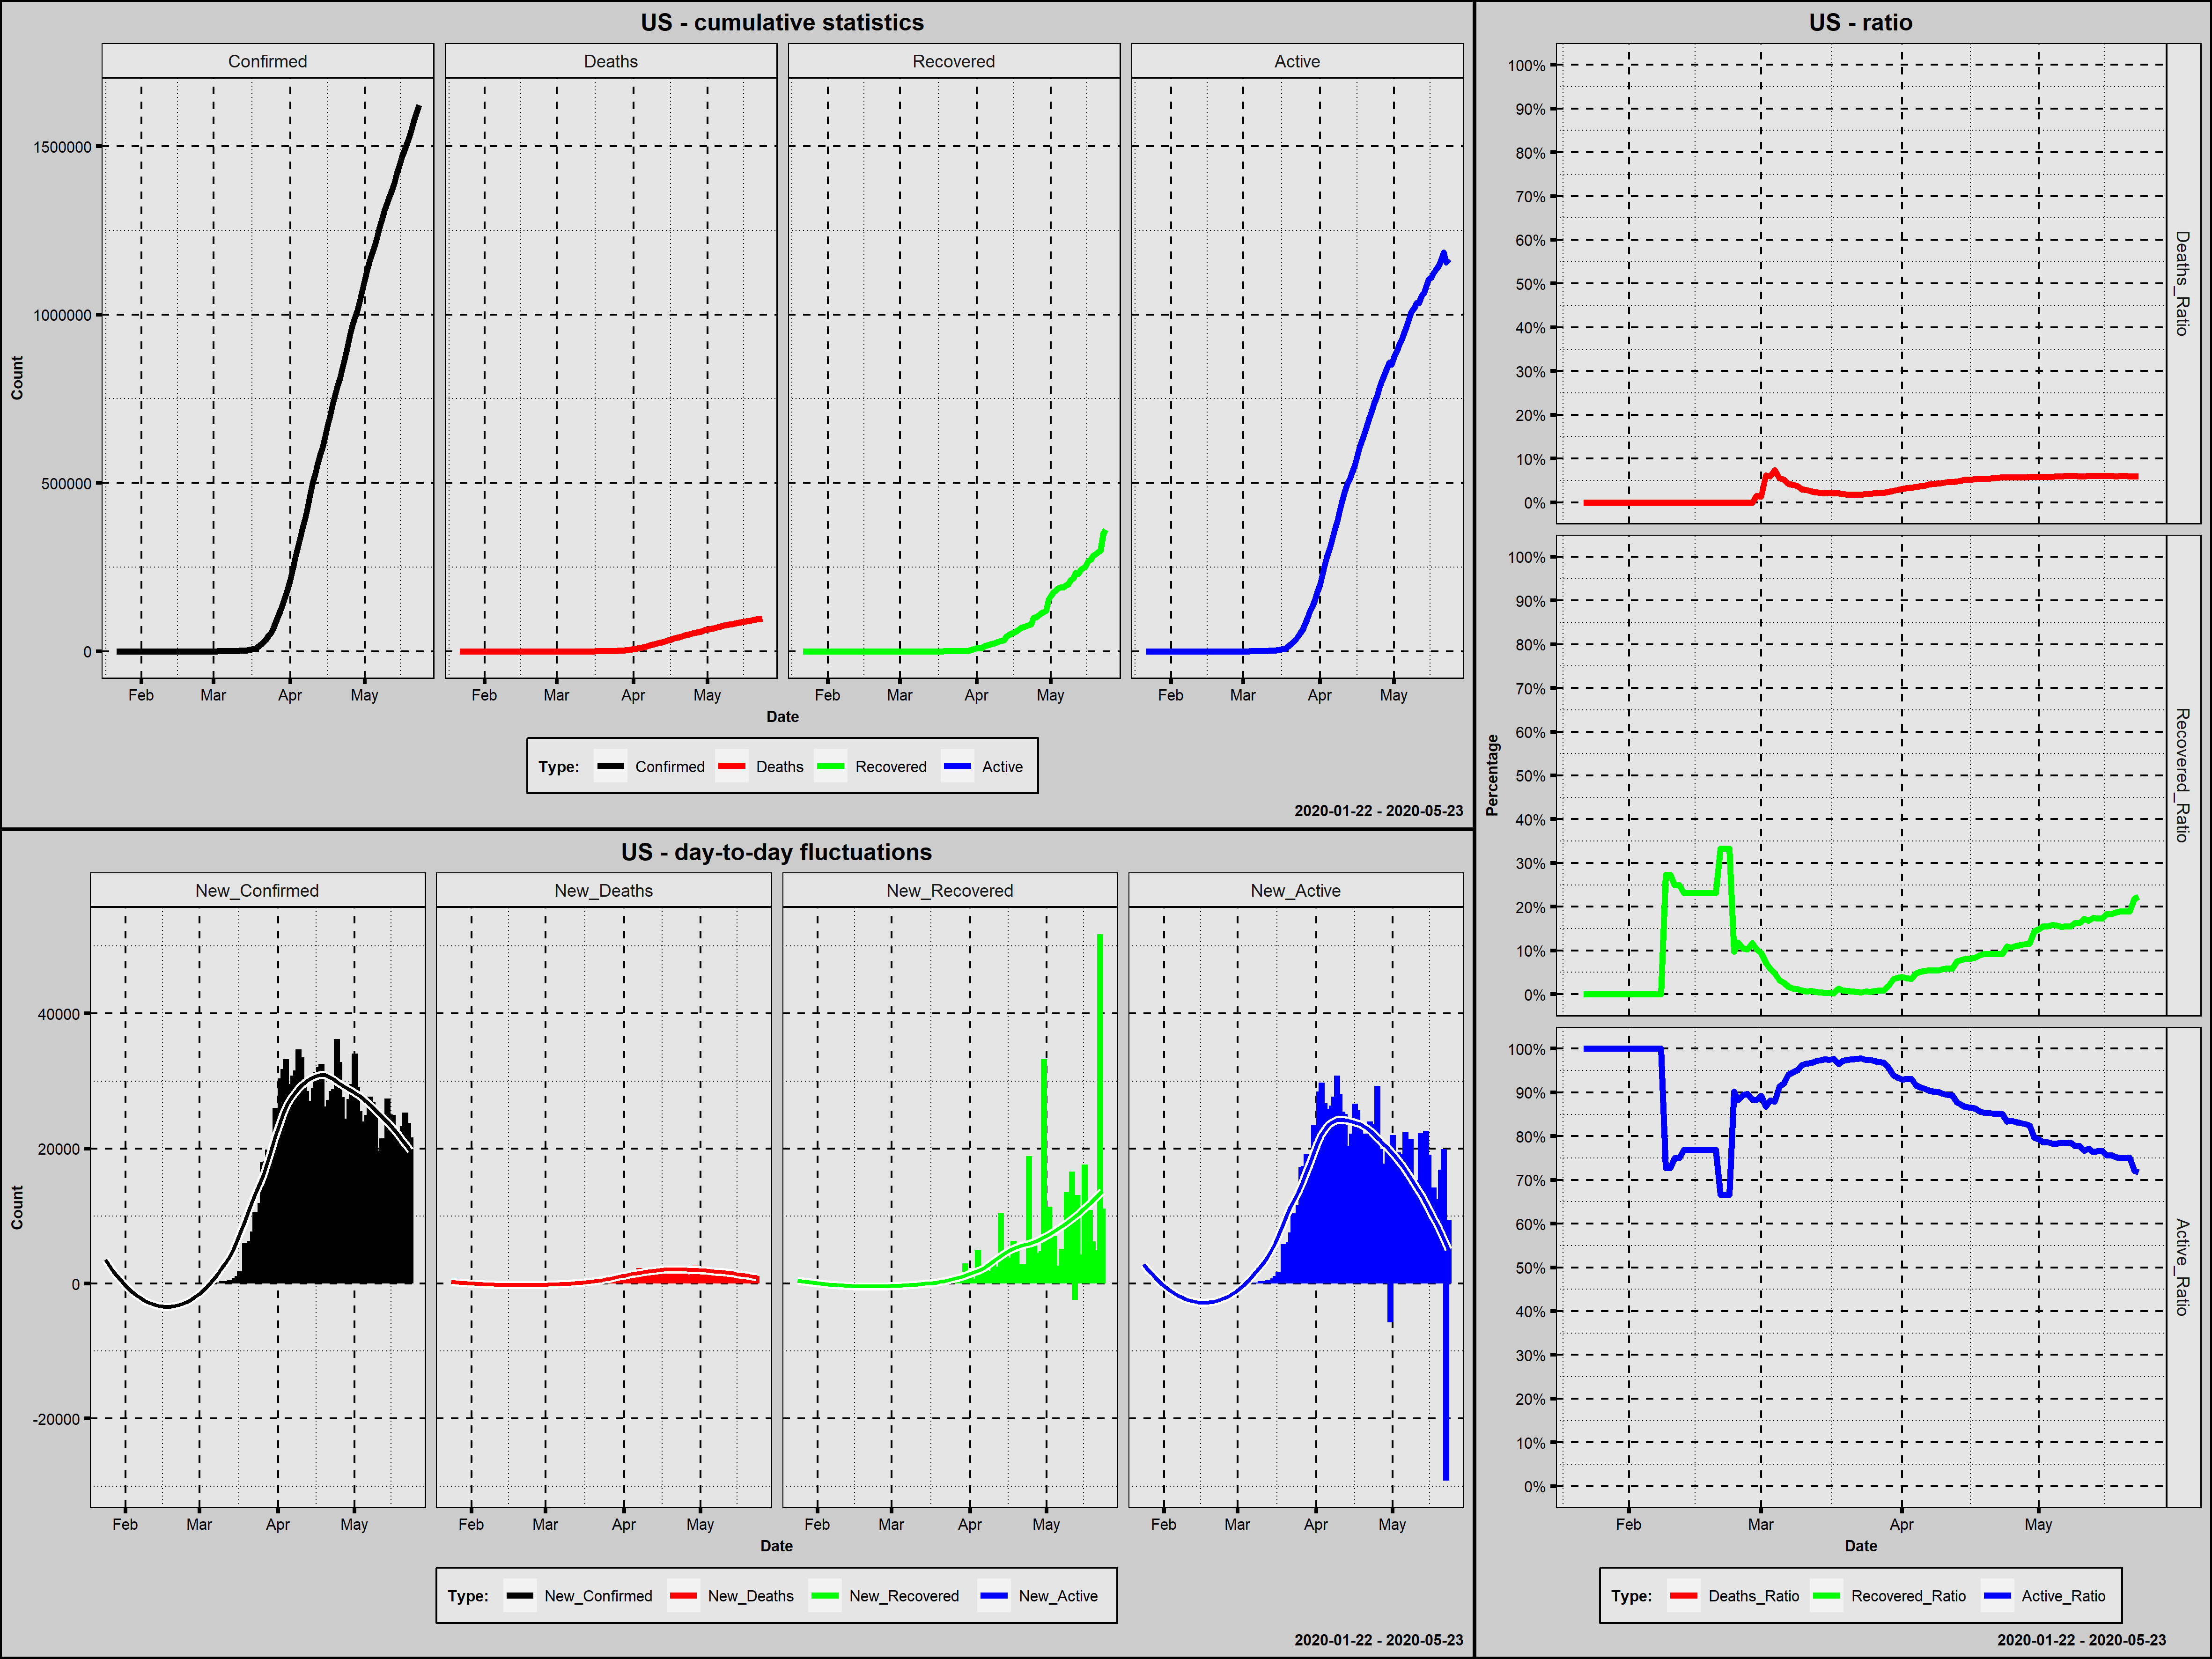 US - cumulative statistics
Confirmed Deaths Recovered Active
1500000
1000000
500000
0
Count
Feb Mar Apr May Feb Mar Apr May Feb Mar Apr May Feb Mar Apr May
Date
Type: Confirmed Deaths Recovered Active
2020-01-22 - 2020-05-23
US - day-to-day fluctuations
New_Confirmed New_Deaths New_Recovered New_Active
40000
20000
0
-20000
Count
Feb Mar Apr May Feb Mar Apr May Feb Mar Apr May Feb Mar Apr May
Date
Type: New_Confirmed New_Deaths New_Recovered New_Active
2020-01-22 - 2020-05-23
US - ratio
100%
90%
80%
70%
60%
50%
40%
30%
20%
10%
0%
Deaths_Ratio
100%
90%
80%
70%
60%
50%
40%
30%
20%
10%
0%
Recovered_Ratio
Percentage
100%
90%
80%
70%
60%
50%
40%
30%
20%
10%
0%
Active_Ratio
Feb Mar Apr May
Date
Type: Deaths_Ratio Recovered_Ratio Active_Ratio
2020-01-22 - 2020-05-23